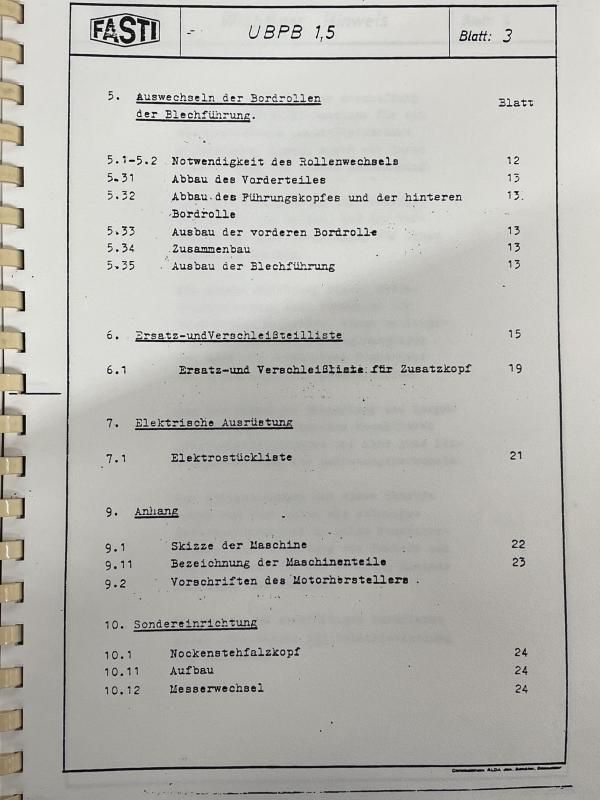 FASTI
UBPB 1,5
Blatt: 3
5. Auswechseln der Bordrollen
der Blechführung.
Blatt
5.1-5.2 Notwendigkeit des Rollenwechsels 12
5.31 Abbau des Vorderteiles 13
5.32 Abbau des Führungskopfes und der hinteren 13
Bordrolle
5.33 Ausbau der vorderen Bordrolle 13
5.34 Zusammenbau 13
5.35 Ausbau der Blechführung 13
6. Ersatz-undVerschleißteilliste 15
6.1 Ersatz-und Verschleißliste für Zusatzkopf 19
7. Elektrische Ausrüstung
7.1 Elektrostückliste 21
9. Anhang
9.1 Skizze der Maschine 22
9.11 Bezeichnung der Maschinenteile 23
9.2 Vorschriften des Motorherstellers .
10. Sondereinrichtung
10.1 Nockenstehfalzkopf 24
10.11 Aufbau 24
10.12 Messerwechsel 24